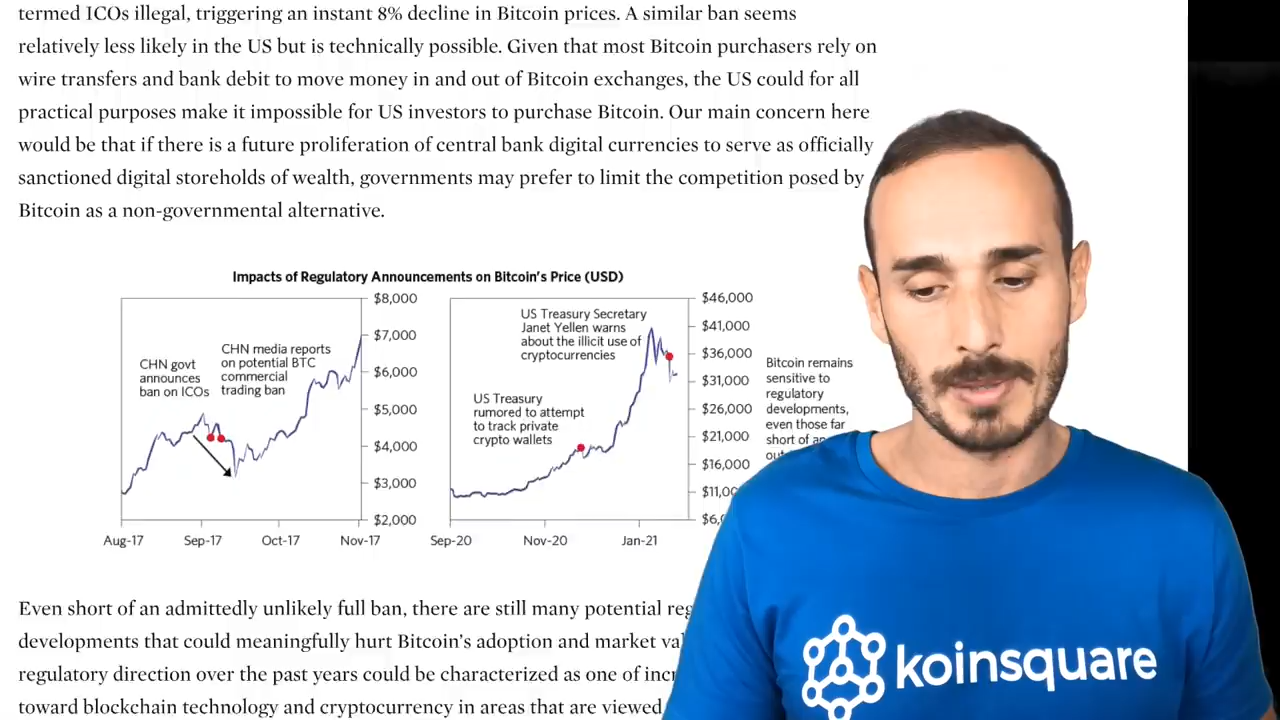 termed ICOs illegal, triggering an instant 8% decline in Bitcoin prices. A similar ban seems
relatively less likely in the US but is technically possible. Given that most Bitcoin purchasers rely on
wire transfers and bank debit to move money in and out of Bitcoin exchanges, the US could for all
practical purposes make it impossible for US investors to purchase Bitcoin. Our main concern here
would be that if there is a future proliferation of central bank digital currencies to serve as officially
sanctioned digital storeholds of wealth, governments may prefer to limit the competition posed by
Bitcoin as a non-governmental alternative.
Impacts of Regulatory Announcements on Bitcoin's Price (USD)
CHN govt
announces
ban on ICOs
CHN media reports
on potential BTC
commercial
trading ban
$8,000
$7,000
$6,000
$5,000
$4,000
$3,000
$2,000
Aug-17
Sep-17
Oct-17
Nov-17
US Treasury Secretary
Janet Yellen warns
about the illicit use of
cryptocurrencies
US Treasury
rumored to attempt
to track private
crypto wallets
$46,000
$41,000
$36,000
$31,000
$26,000
$21,000
$16,000
Sep-20
Nov-20
Jan-21
Bitcoin remains
sensitive to
regulatory
developments,
even those far
short of
Even short of an admittedly unlikely full ban, there are still many potential
developments that could meaningfully hurt Bitcoin's adoption and market
regulatory direction over the past years could be characterized as one of
toward blockchain technology and cryptocurrency in areas that are viewed
koinsquare